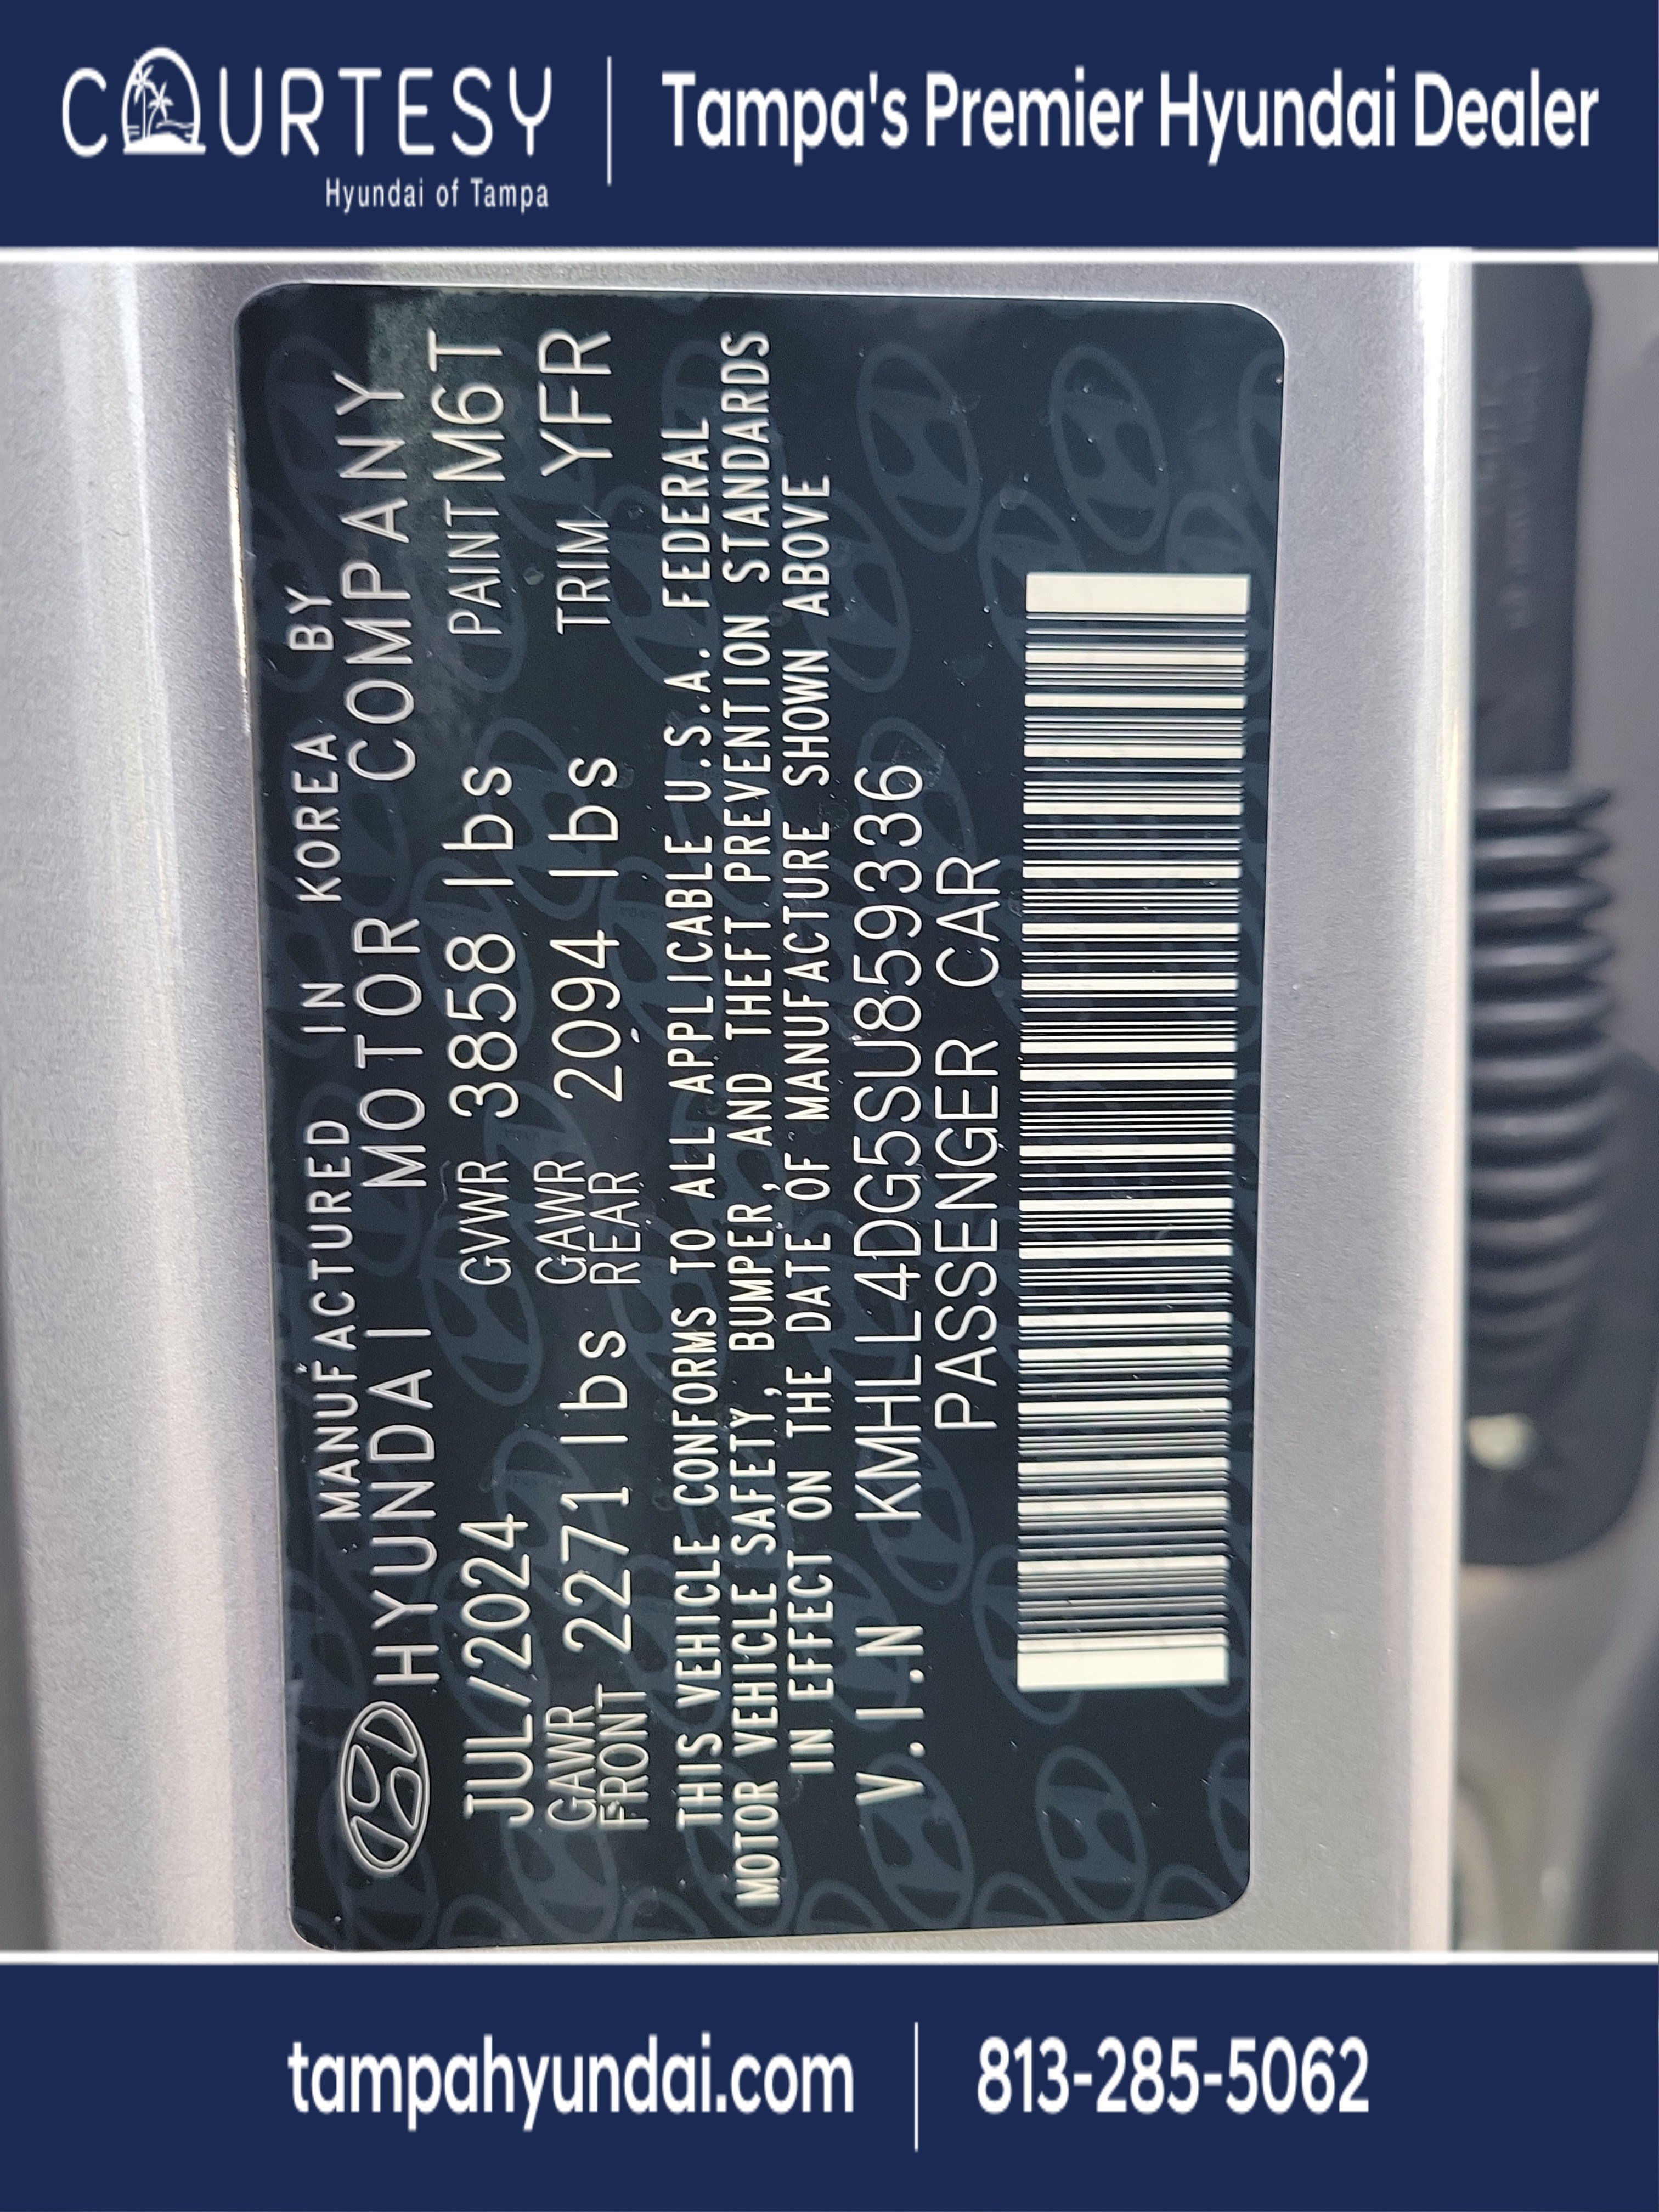 COURTESY
Hyundai of Tampa
Tampa's Premier Hyundai Dealer
MANUFACTURED IN KOREA BY
HYUNDAI MOTOR COMPANY
JUL/2024 GVWR 3858 lbs PAINT M6T
GAWR FRONT 2271 lbs GAWR REAR 2094 lbs TRIM YFR
THIS VEHICLE CONFORMS TO ALL APPLICABLE U.S.A. FEDERAL
MOTOR VEHICLE SAFETY, BUMPER, AND THEFT PREVENTION STANDARDS
IN EFFECT ON THE DATE OF MANUFACTURE SHOWN ABOVE
V.I.N KMHLL4DG5SU859336
PASSENGER CAR
tampahyundai.com
813-285-5062